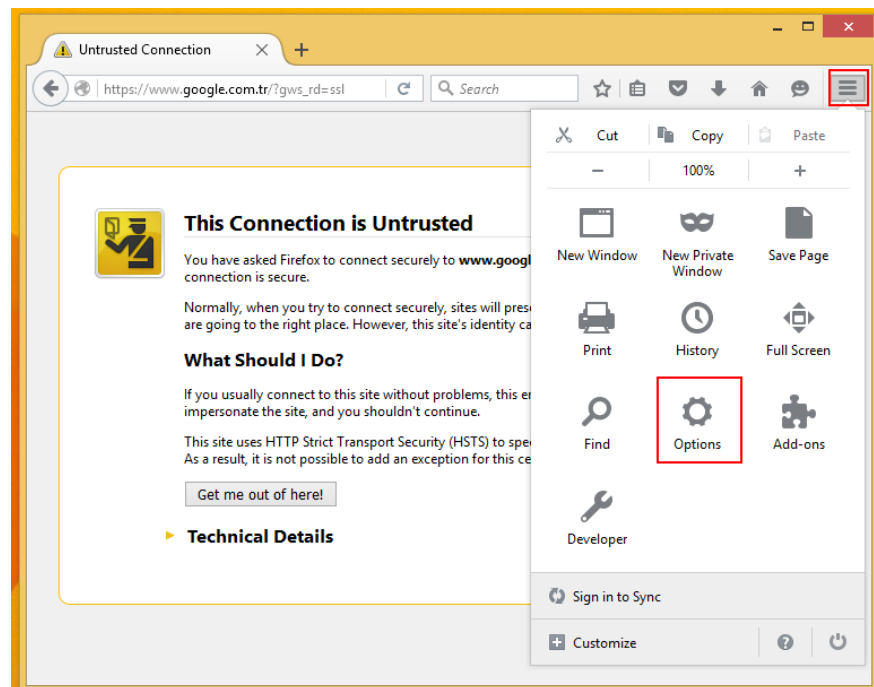 Untrusted Connection
https://www.google.com.tr/?gws_rd=ssl
Search
Cut
Copy
Paste
100%
This Connection is Untrusted
You have asked Firefox to connect securely to www.googl
connection is secure.
Normally, when you try to connect securely, sites will prese
are going to the right place. However, this site's identity ca
What Should I Do?
If you usually connect to this site without problems, this er
impersonate the site, and you shouldn't continue.
This site uses HTTP Strict Transport Security (HSTS) to spe
As a result, it is not possible to add an exception for this ce
Get me out of here!
Technical Details
New Window
New Private
Window
Save Page
Print
History
Full Screen
Find
Options
Add-ons
Developer
Sign in to Sync
Customize